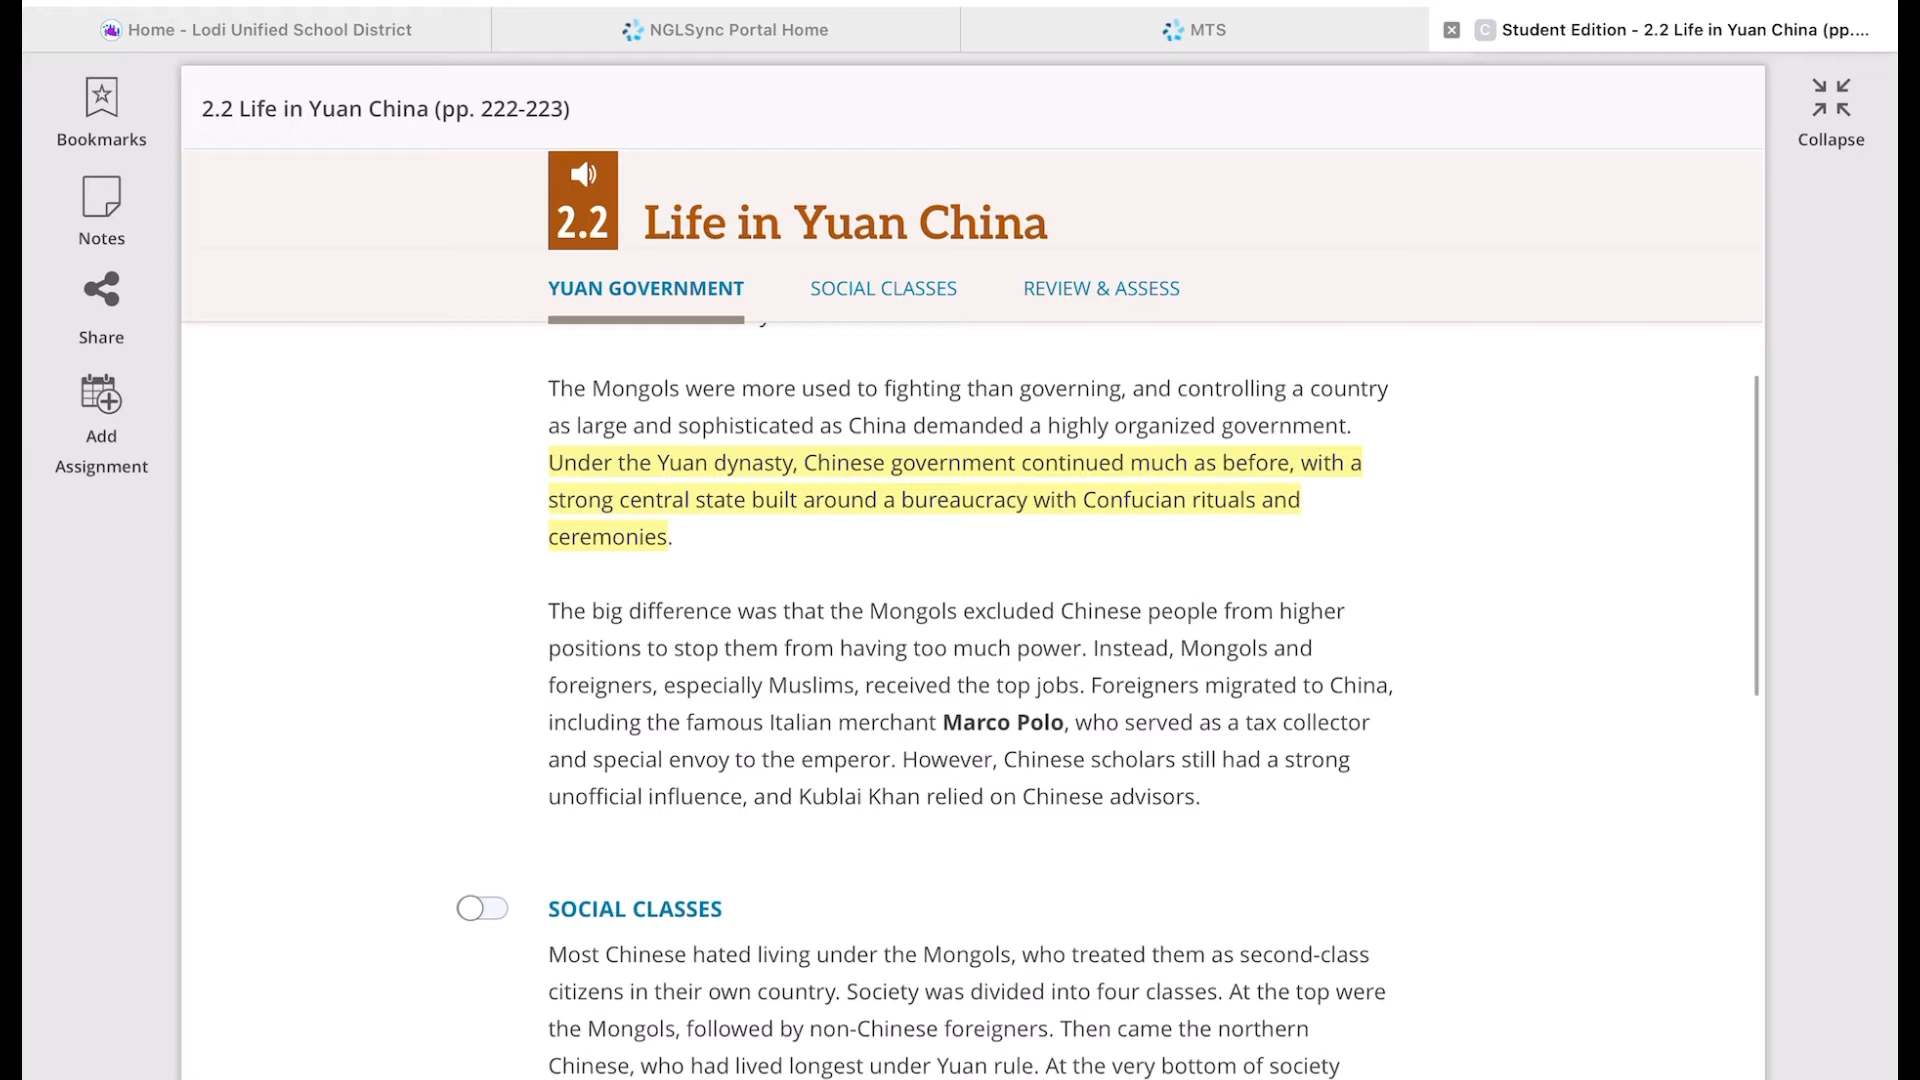 Home - Lodi Unified School District
NGLSync Portal Home
MTS
C Student Edition - 2.2 Life in Yuan China (pp....
Bookmarks
Notes
Share
Add
Assignment
Collapse
2.2 Life in Yuan China (pp. 222-223)
2.2 Life in Yuan China
YUAN GOVERNMENT SOCIAL CLASSES REVIEW & ASSESS
The Mongols were more used to fighting than governing, and controlling a country
as large and sophisticated as China demanded a highly organized government.
Under the Yuan dynasty, Chinese government continued much as before, with a
strong central state built around a bureaucracy with Confucian rituals and
ceremonies.
The big difference was that the Mongols excluded Chinese people from higher
positions to stop them from having too much power. Instead, Mongols and
foreigners, especially Muslims, received the top jobs. Foreigners migrated to China,
including the famous Italian merchant Marco Polo, who served as a tax collector
and special envoy to the emperor. However, Chinese scholars still had a strong
unofficial influence, and Kublai Khan relied on Chinese advisors.
SOCIAL CLASSES
Most Chinese hated living under the Mongols, who treated them as second-class
citizens in their own country. Society was divided into four classes. At the top were
the Mongols, followed by non-Chinese foreigners. Then came the northern
Chinese, who had lived longest under Yuan rule. At the very bottom of society